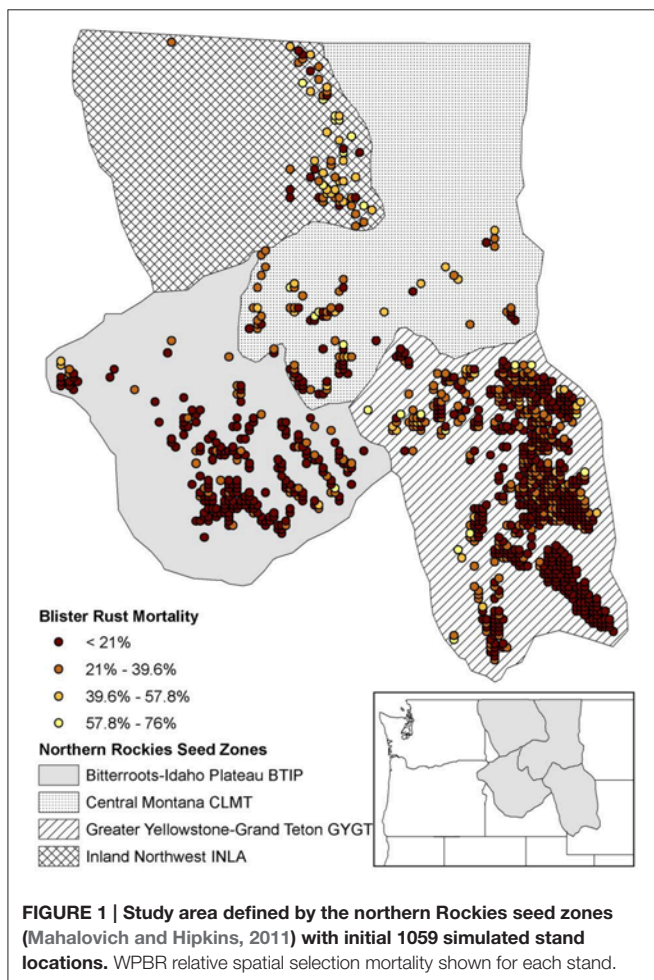 Blister Rust Mortality
< 21%
21% - 39.6%
39.6% - 57.8%
57.8% - 76%
Northern Rockies Seed Zones
Bitterroots-Idaho Plateau BTIP
Central Montana CLMT
Greater Yellowstone-Grand Teton GYGT
Inland Northwest INLA
FIGURE 1 | Study area defined by the northern Rockies seed zones
(Mahalovich and Hipkins, 2011) with initial 1059 simulated stand
locations. WPBR relative spatial selection mortality shown for each stand.